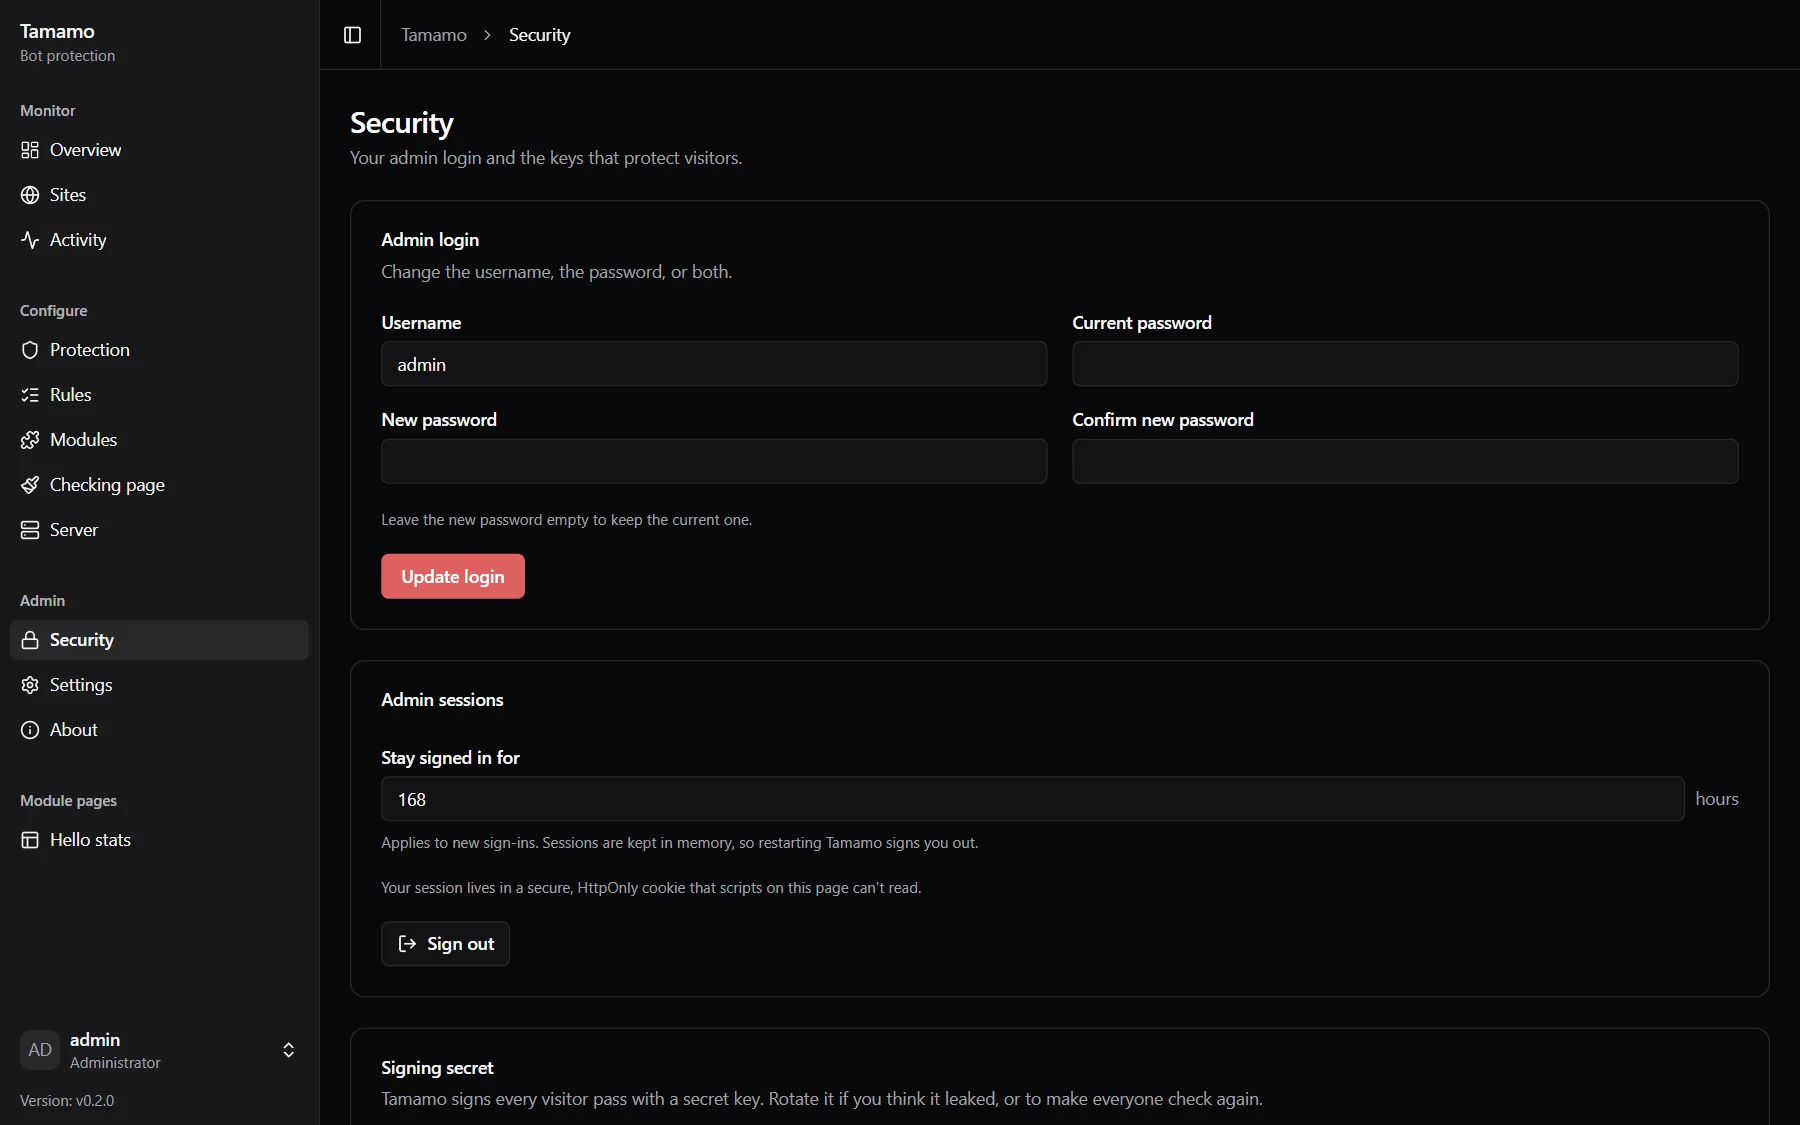 Tamamo
Bot protection
Monitor
Overview
Sites
Activity
Configure
Protection
Rules
Modules
Checking page
Server
Admin
Security
Settings
About
Module pages
Hello stats
AD
admin
Administrator
Version: v0.2.0
Tamamo > Security
Security
Your admin login and the keys that protect visitors.
Admin login
Change the username, the password, or both.
Username
admin
Current password
New password
Confirm new password
Leave the new password empty to keep the current one.
Update login
Admin sessions
Stay signed in for
168 hours
Applies to new sign-ins. Sessions are kept in memory, so restarting Tamamo signs you out.
Your session lives in a secure, HttpOnly cookie that scripts on this page can't read.
Sign out
Signing secret
Tamamo signs every visitor pass with a secret key. Rotate it if you think it leaked, or to make everyone check again.